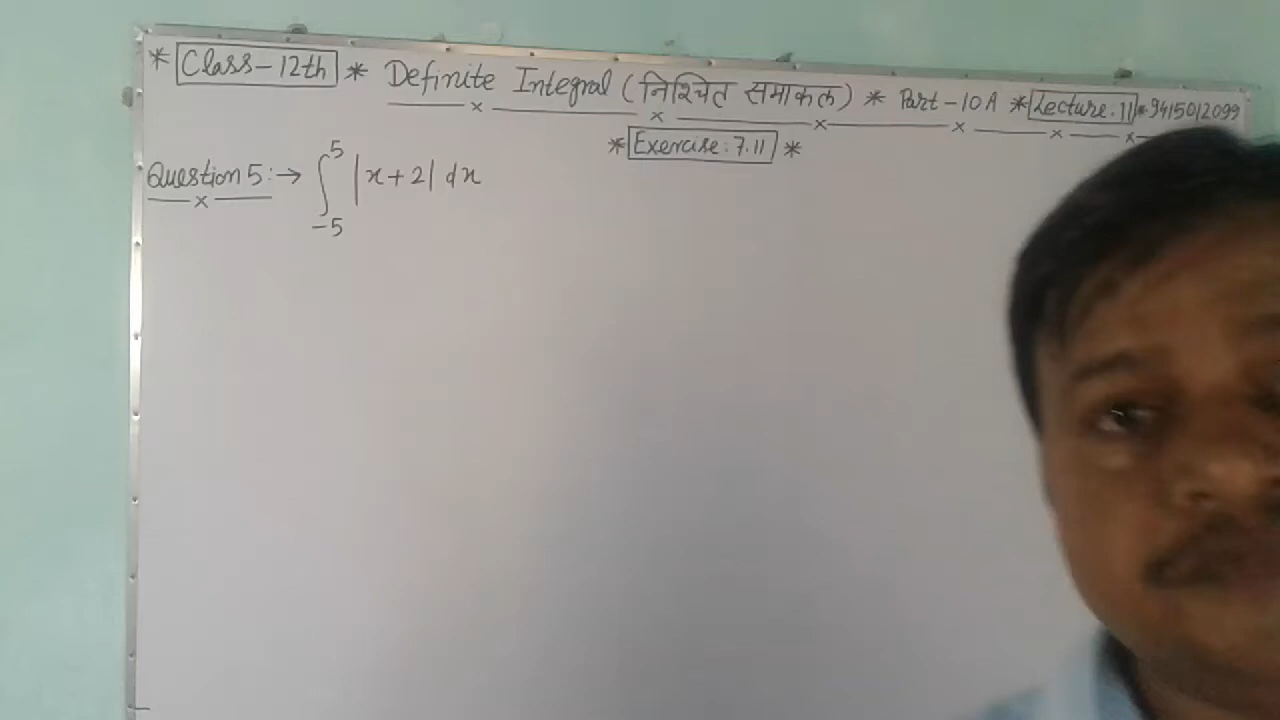 * Class-12th * Definite Integral (निश्चित समाकल) * Part-10A * Lecture:11 * 9415012099
* Exercise:7.11 *
Question 5:→ ∫₋₅⁵ |x+2| dx